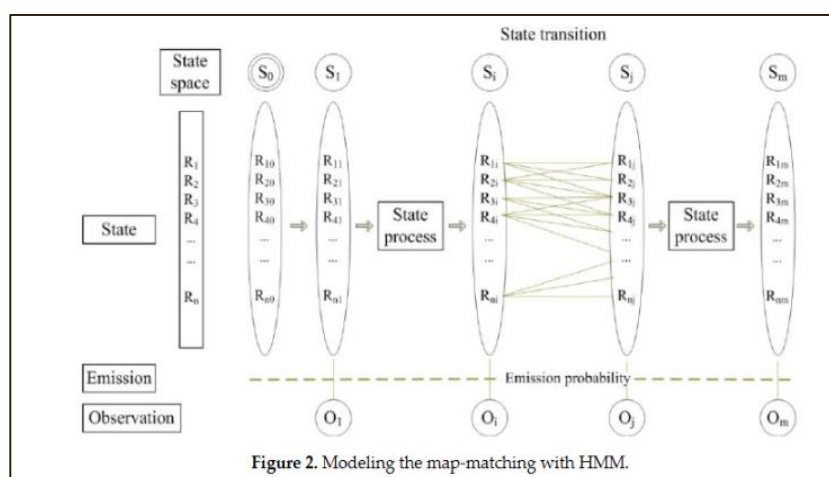 State transition
State space
S0 S1 Si Sj Sm
R1 R10 R11 R1i R1j R1m
R2 R20 R21 R2i R2j R2m
R3 R30 R31 R3i R3j R3m
State R4 R40 R41 State process R4i R4j State process R4m
... ... ... ... ... ...
... ... ... ... ... ...
Rn Rn0 Rn1 Rni Rnj Rnm
Emission Emission probability
Observation O1 Oi Oj Om
Figure 2. Modeling the map-matching with HMM.